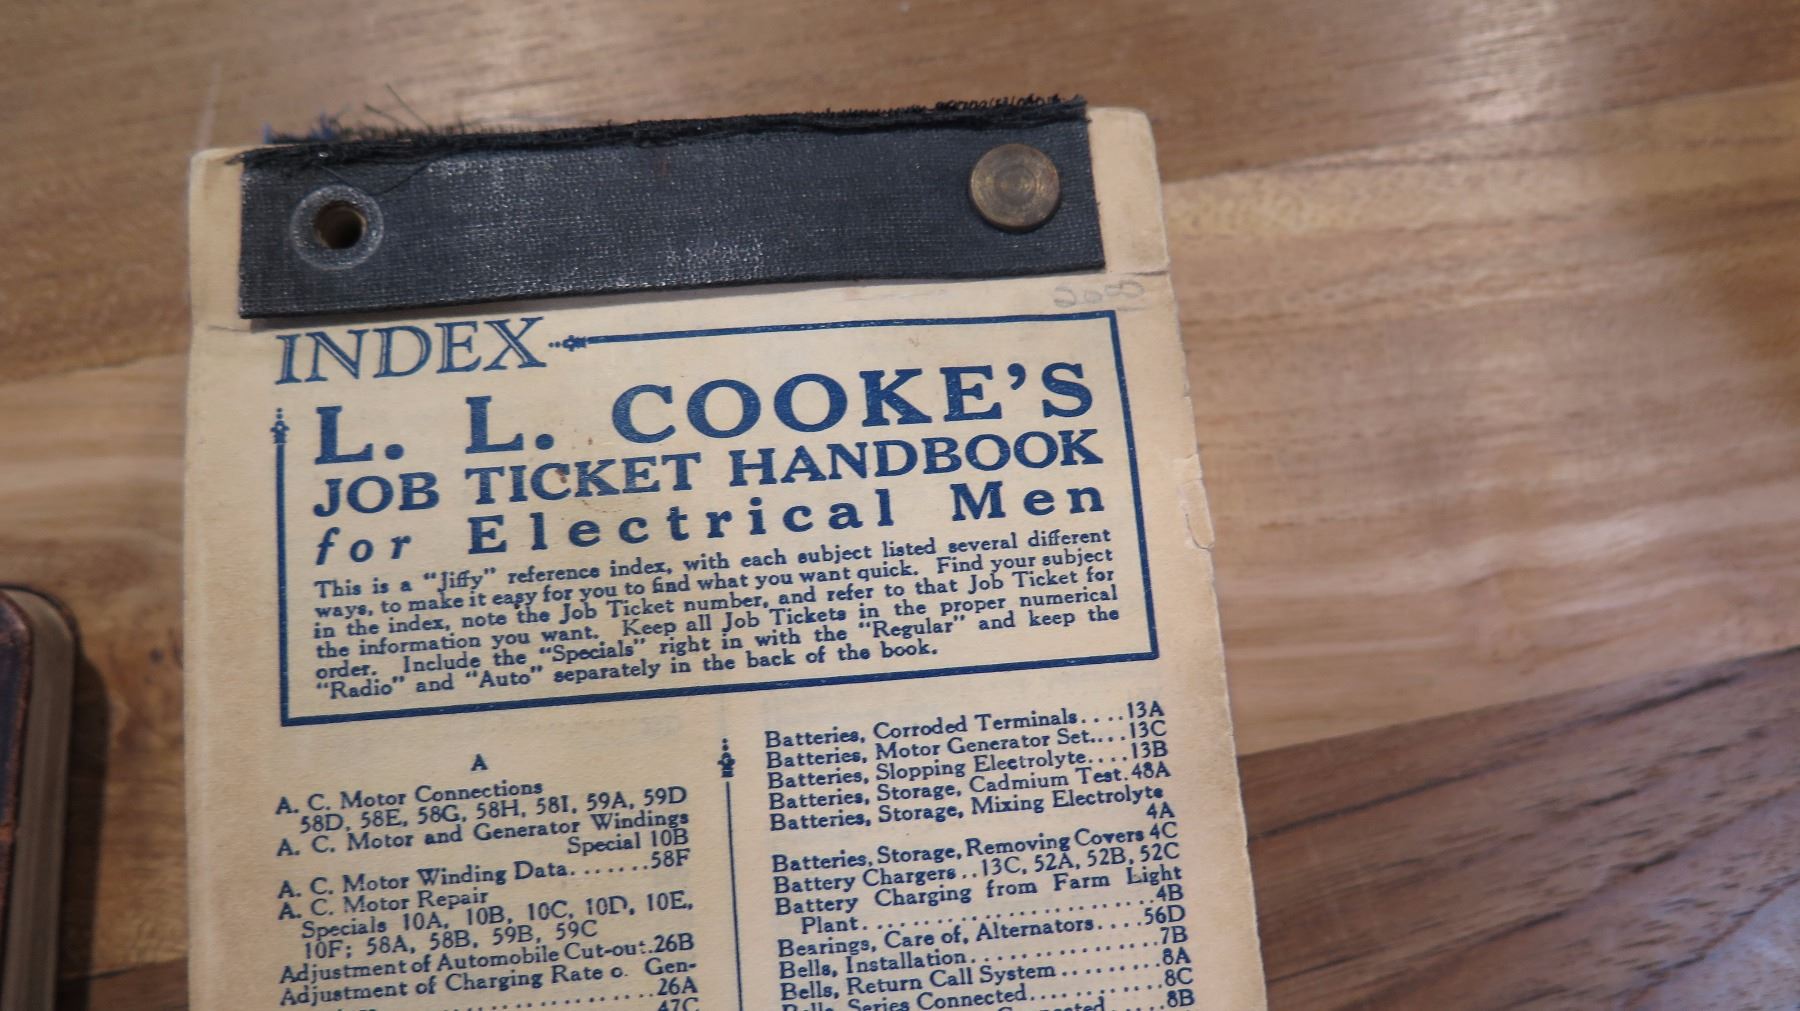 INDEX
L. L. COOKE'S
JOB TICKET HANDBOOK
for Electrical Men
This is a "Jiffy" reference index, with each subject listed several different
ways, to make it easy for you to find what you want quick. Find your subject
in the index, note the Job Ticket number, and refer to that Job Ticket for
the information you want. Keep all Job Tickets in the proper numerical
order. Include the "Specials" right in with the "Regular" and keep the
"Radio" and "Auto" separately in the back of the book.
A
A. C. Motor Connections
58D, 58E, 58G, 58H, 58I, 59A, 59D
A. C. Motor and Generator Windings
Special 10B
A. C. Motor Winding Data.......58F
A. C. Motor Repair
Specials 10A, 10B, 10C, 10D, 10E,
10F; 58A, 58B, 59B, 59C
Adjustment of Automobile Cut-out..26B
Adjustment of Charging Rate o. Gen-
26A
47C
Batteries, Corroded Terminals....13A
Batteries, Motor Generator Set....13C
Batteries, Slopping Electrolyte....13B
Batteries, Storage, Cadmium Test.48A
Batteries, Storage, Mixing Electrolyte
4A
Batteries, Storage, Removing Covers 4C
Battery Chargers..13C, 52A, 52B, 52C
Battery Charging from Farm Light
Plant........................4B
Bearings, Care of, Alternators....56D
Bells, Installation..............7B
Bells, Return Call System........8A
Bells, Series Connected..........8C
8B